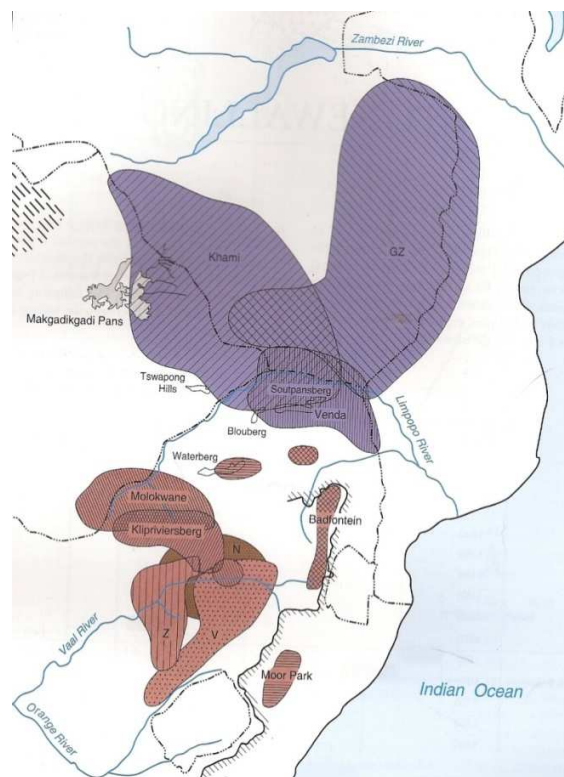 Zambezi River
Khami
GZ
Makgadikgadi Pans
Tswapong
Hills
Soutpansberg
Venda
Blouberg
Limpopo River
Waterberg
Molokwane
Badfontein
Klipriviersberg
N
Vaal River
Z
V
Moor Park
Orange River
Indian Ocean